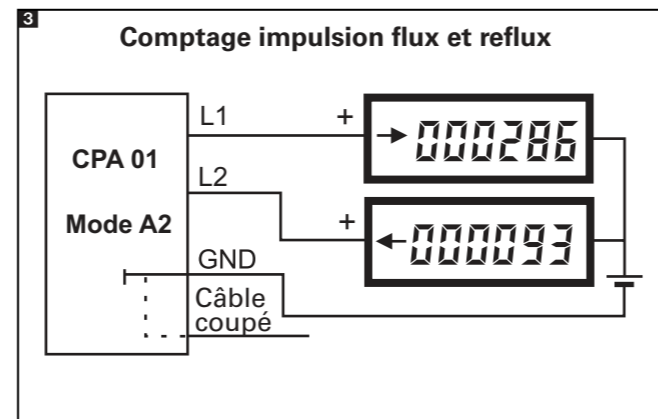 3
Comptage impulsion flux et reflux
CPA 01
Mode A2
L1
+
000286
L2
+
000093
GND
Câble
coupé